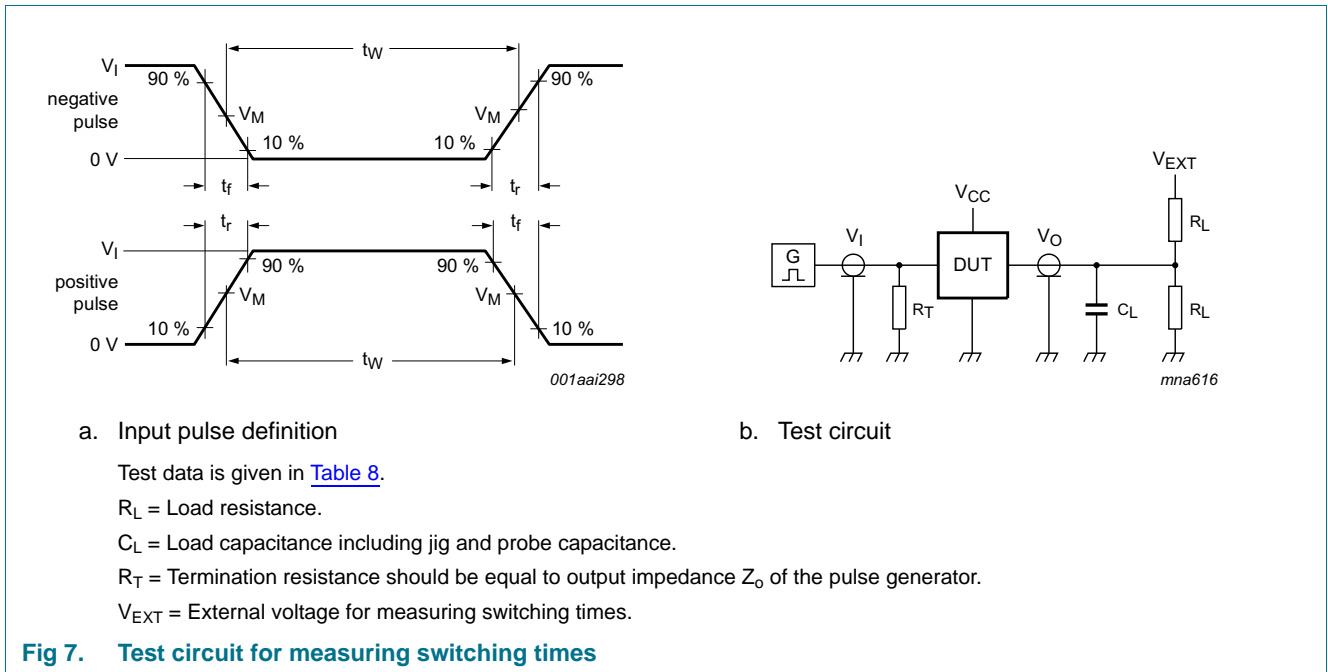 tW
VI
90 %
90 %
negative
pulse
VM
VM
10 %
10 %
0 V
tf
tr
tr
tf
VI
90 %
90 %
positive
pulse
VM
VM
10 %
10 %
0 V
tW
001aai298
VEXT
VCC
RL
VI
VO
G
DUT
RT
CL
RL
mna616
a. Input pulse definition
b. Test circuit
Test data is given in Table 8.
RL = Load resistance.
CL = Load capacitance including jig and probe capacitance.
RT = Termination resistance should be equal to output impedance Zo of the pulse generator.
VEXT = External voltage for measuring switching times.
Fig 7. Test circuit for measuring switching times